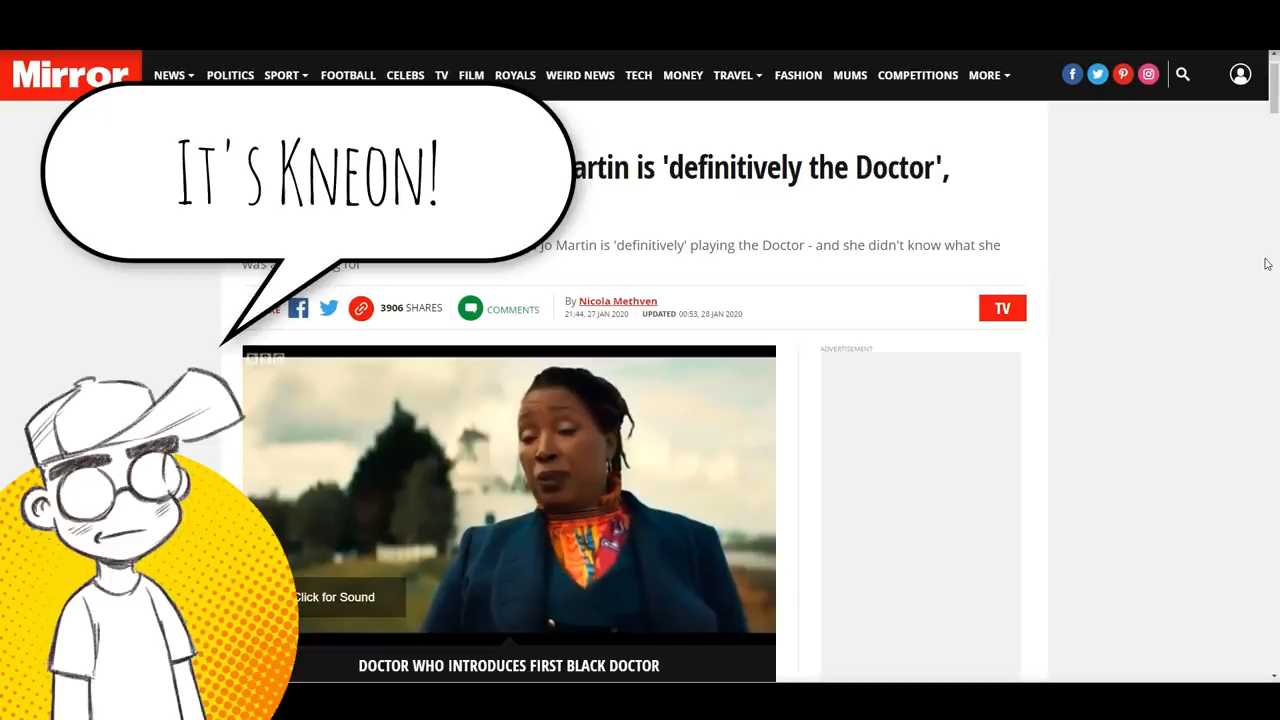 Mirror
NEWS POLITICS SPORT FOOTBALL CELEBS TV FILM ROYALS WEIRD NEWS TECH MONEY TRAVEL FASHION MUMS COMPETITIONS MORE
It's Kneon!
artin is 'definitively the Doctor',
Jo Martin is 'definitively' playing the Doctor - and she didn't know what she
for
3906 SHARES
COMMENTS
By Nicola Methven
21:44, 27 JAN 2020 UPDATED 00:53, 28 JAN 2020
TV
ADVERTISEMENT
BBC
Click for Sound
DOCTOR WHO INTRODUCES FIRST BLACK DOCTOR